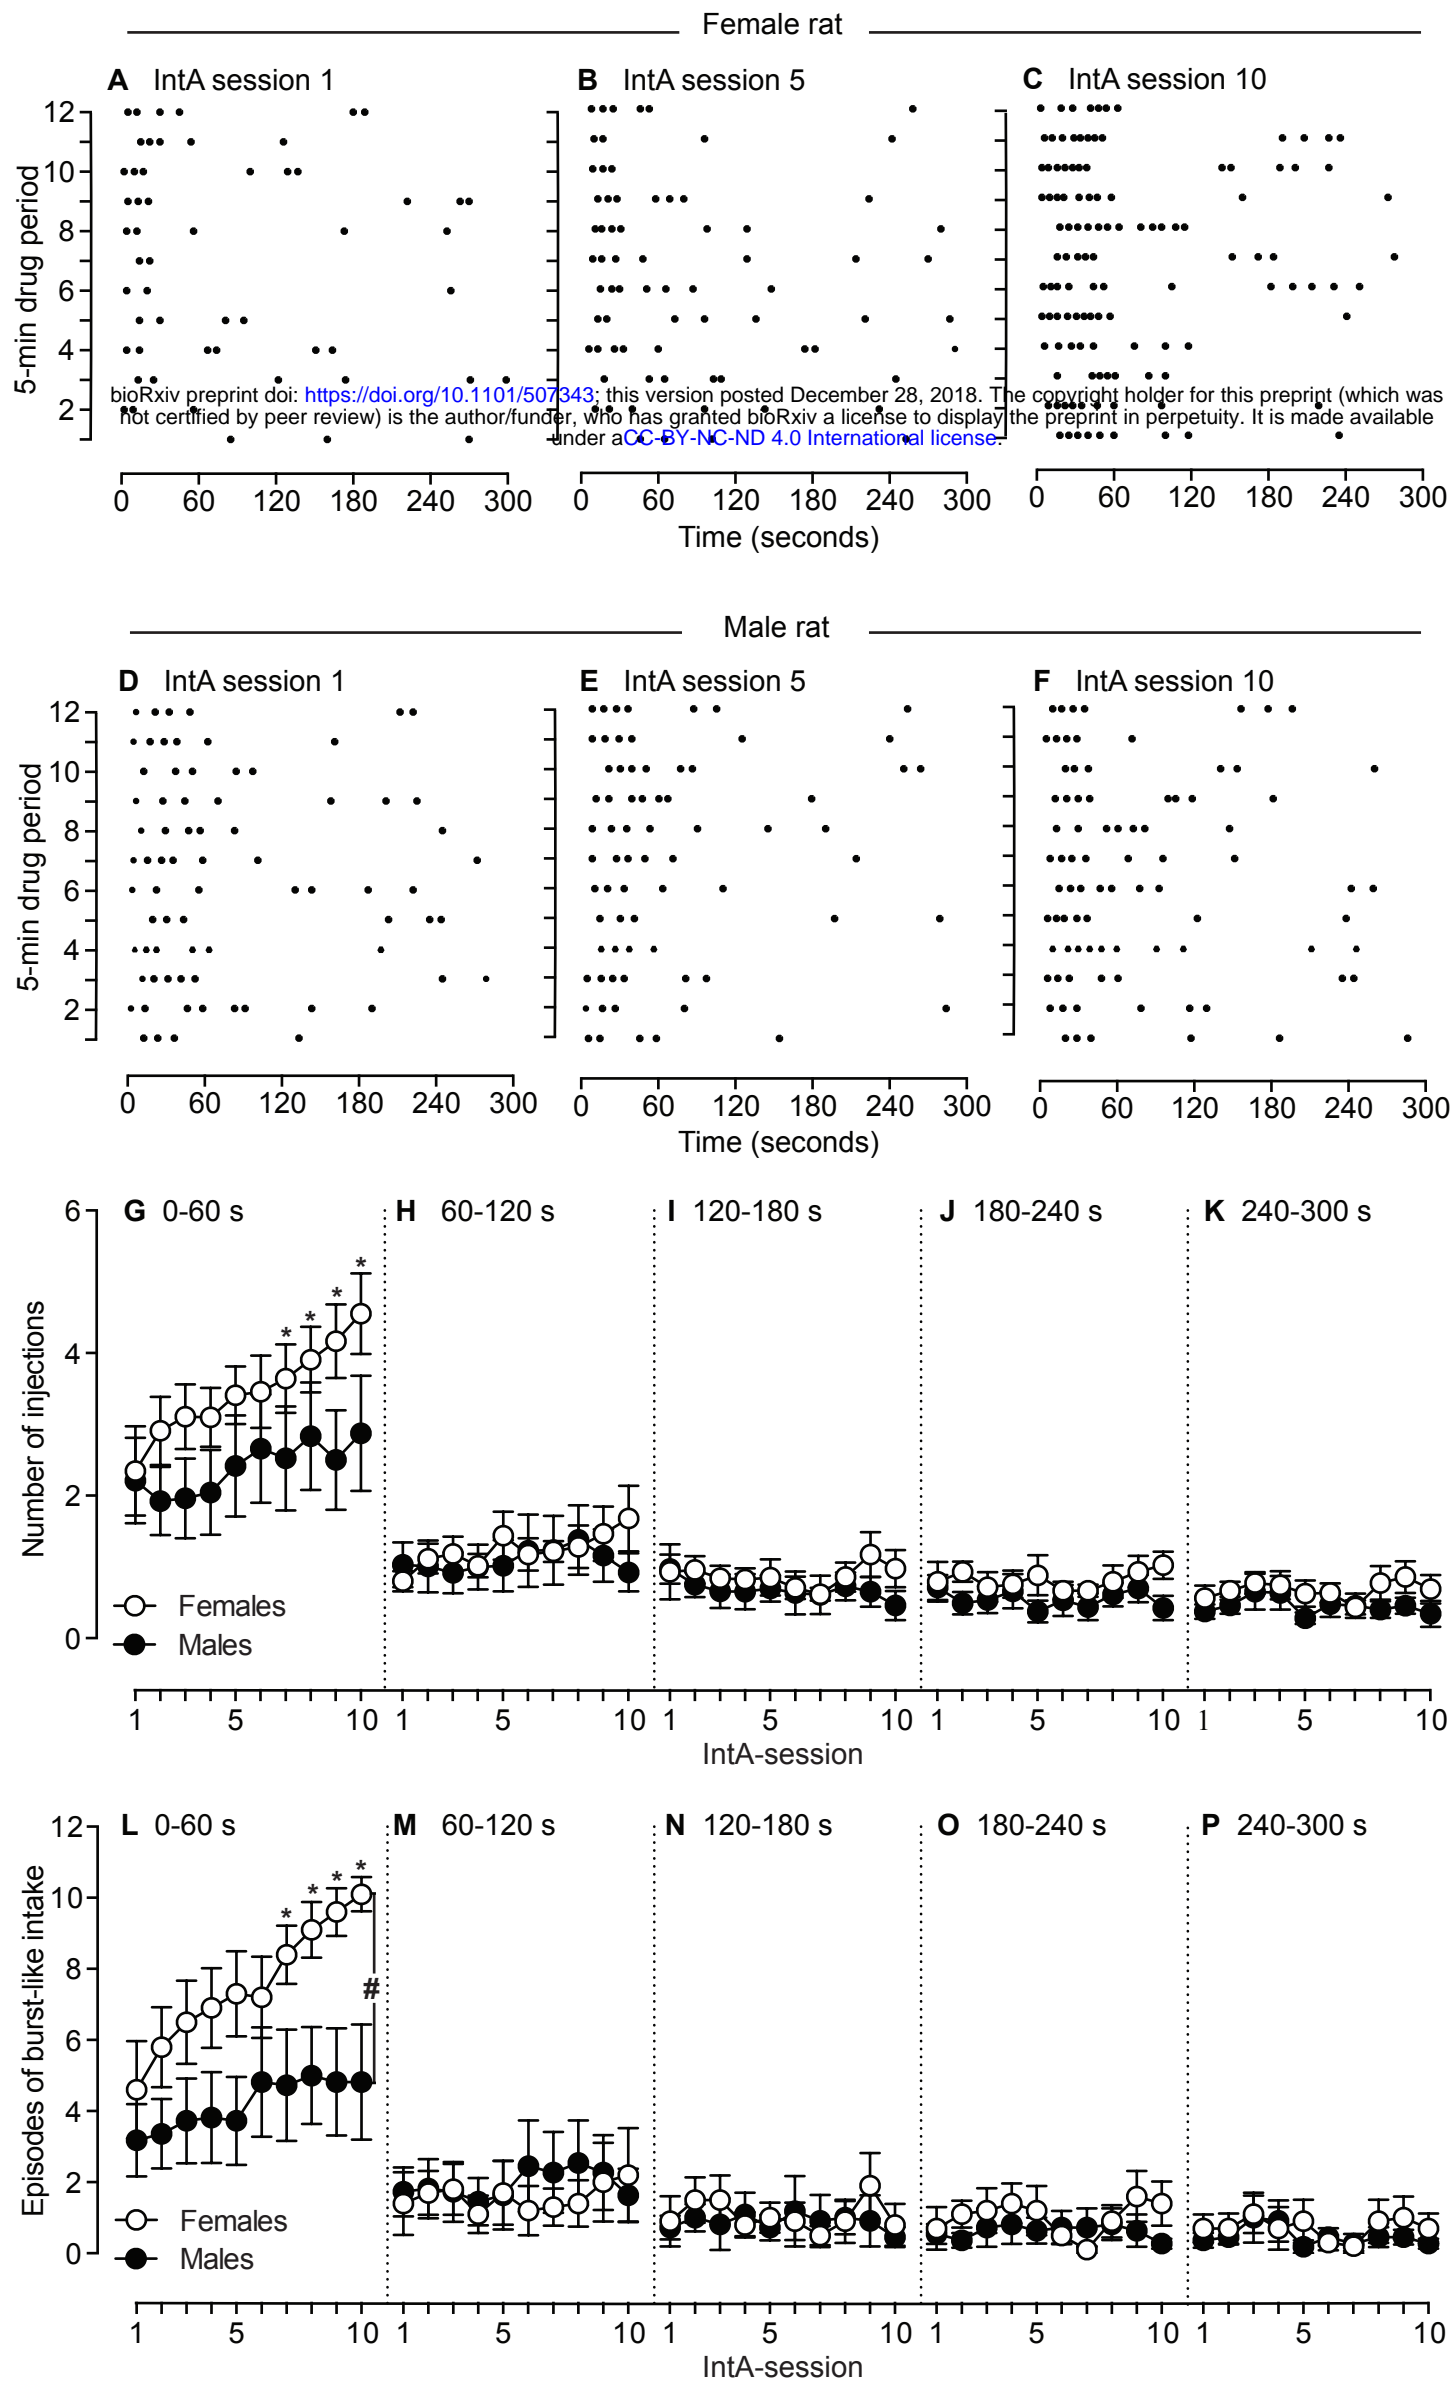 Female rat
A IntA session 1
B IntA session 5
C IntA session 10
5-min drug period
12
10
8
6
4
2
bioRxiv preprint doi: https://doi.org/10.1101/507343; this version posted December 28, 2018. The copyright holder for this preprint (which was
not certified by peer review) is the author/funder, who has granted bioRxiv a license to display the preprint in perpetuity. It is made available
under aCC-BY-NC-ND 4.0 International license.
0 60 120 180 240 300
0 60 120 180 240 300
0 60 120 180 240 300
Time (seconds)
Male rat
D IntA session 1
E IntA session 5
F IntA session 10
5-min drug period
12
10
8
6
4
2
0 60 120 180 240 300
0 60 120 180 240 300
0 60 120 180 240 300
Time (seconds)
G 0-60 s
H 60-120 s
I 120-180 s
J 180-240 s
K 240-300 s
Number of injections
6
4
2
0
* * * *
Females
Males
1 5 10
1 5 10
1 5 10
1 5 10
1 5 10
IntA-session
L 0-60 s
M 60-120 s
N 120-180 s
O 180-240 s
P 240-300 s
Episodes of burst-like intake
12
10
8
6
4
2
0
* * * *
#
Females
Males
1 5 10
1 5 10
1 5 10
1 5 10
1 5 10
IntA-session